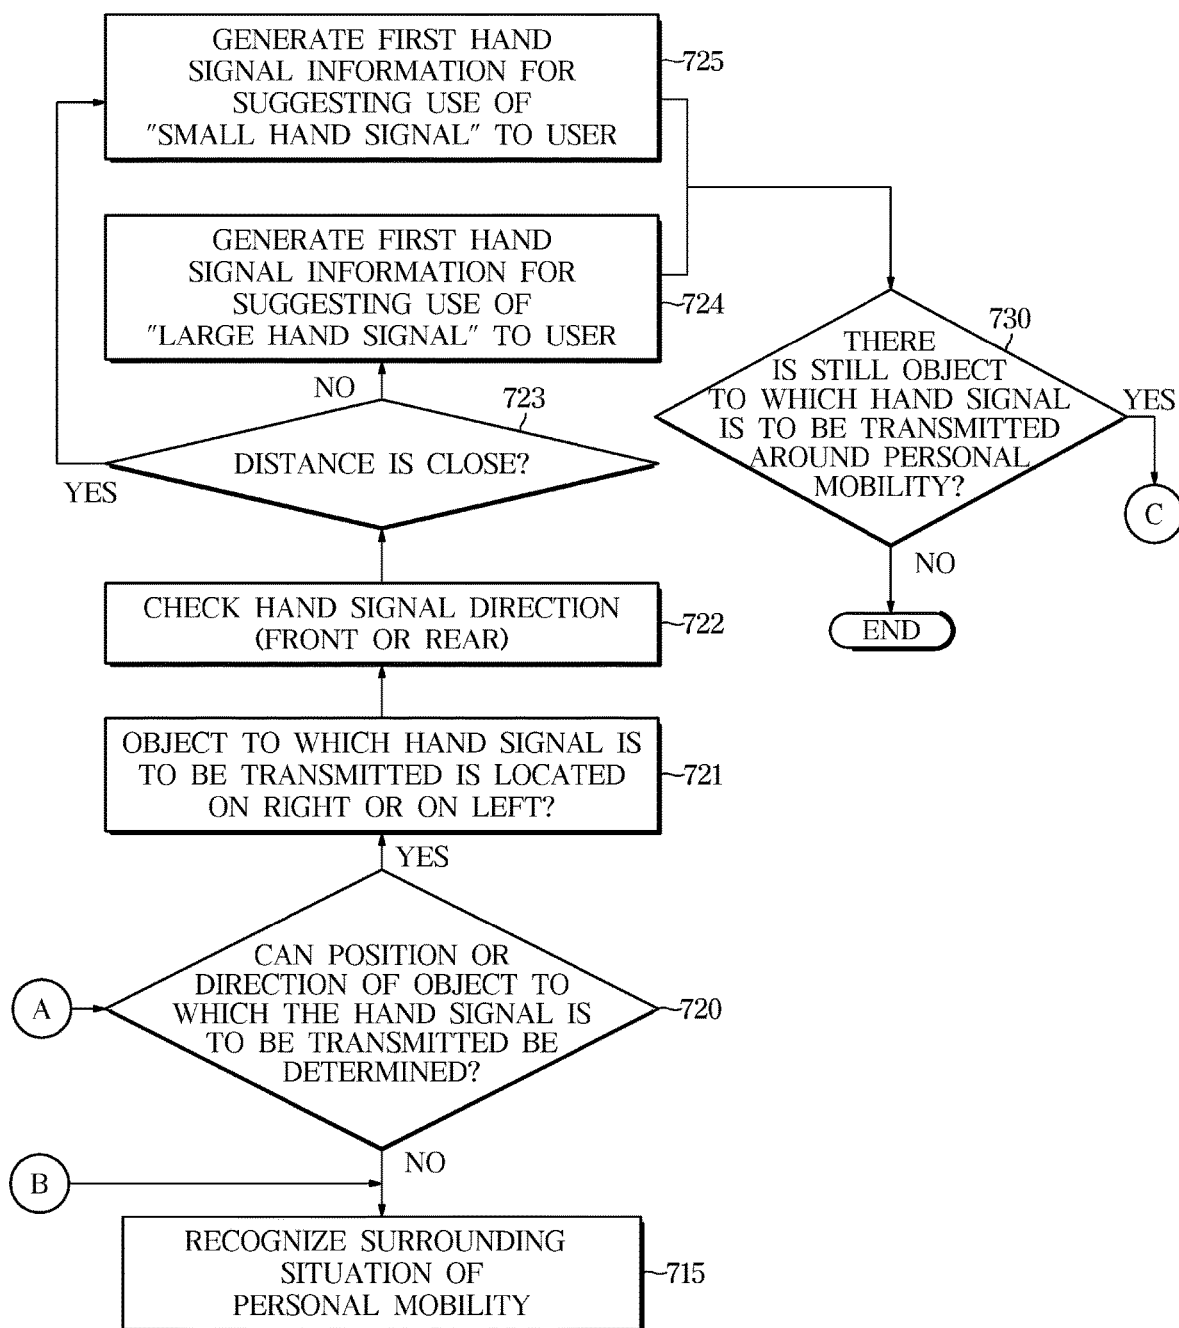 GENERATE FIRST HAND
SIGNAL INFORMATION FOR
SUGGESTING USE OF
"SMALL HAND SIGNAL" TO USER
725
GENERATE FIRST HAND
SIGNAL INFORMATION FOR
SUGGESTING USE OF
"LARGE HAND SIGNAL" TO USER
724
NO
723
DISTANCE IS CLOSE?
YES
730
THERE
IS STILL OBJECT
TO WHICH HAND SIGNAL
IS TO BE TRANSMITTED
AROUND PERSONAL
MOBILITY?
YES
C
NO
END
CHECK HAND SIGNAL DIRECTION
(FRONT OR REAR)
722
OBJECT TO WHICH HAND SIGNAL IS
TO BE TRANSMITTED IS LOCATED
ON RIGHT OR ON LEFT?
721
YES
CAN POSITION OR
DIRECTION OF OBJECT TO
WHICH THE HAND SIGNAL IS
TO BE TRANSMITTED BE
DETERMINED?
720
A
NO
B
RECOGNIZE SURROUNDING
SITUATION OF
PERSONAL MOBILITY
715